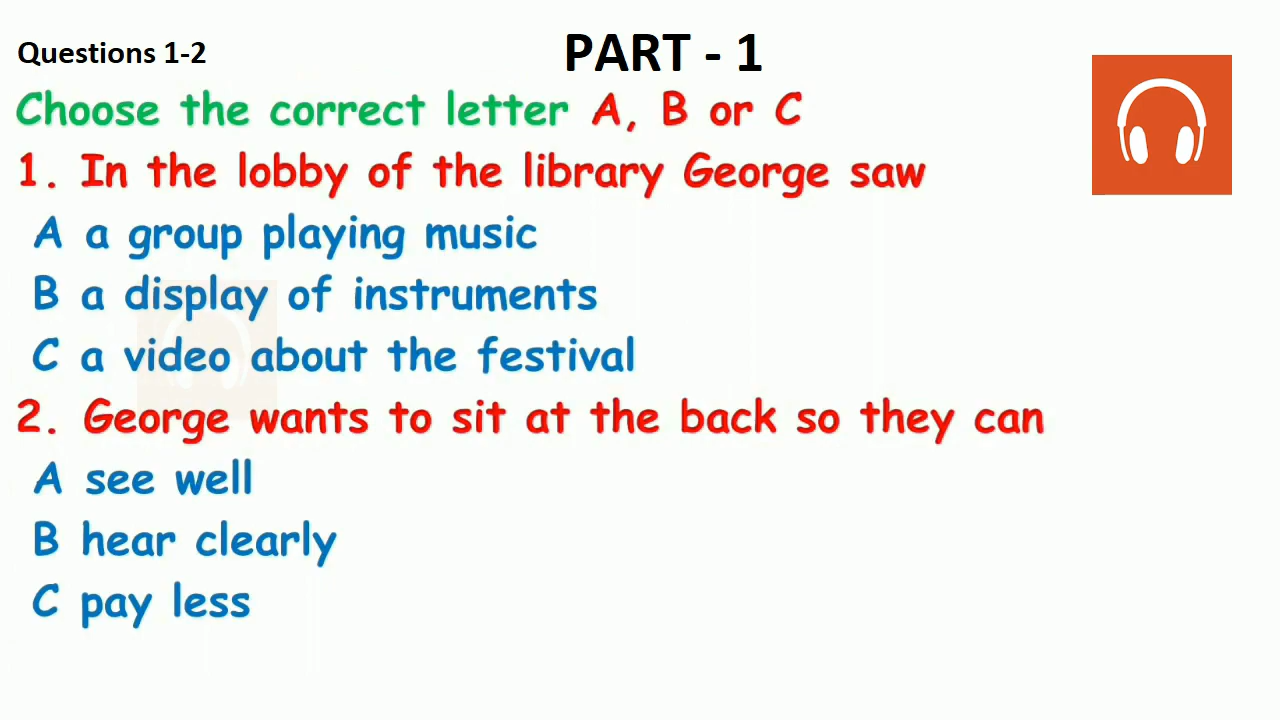 Questions 1-2
PART - 1
Choose the correct letter A, B or C
1. In the lobby of the library George saw
A a group playing music
B a display of instruments
C a video about the festival
2. George wants to sit at the back so they can
A see well
B hear clearly
C pay less